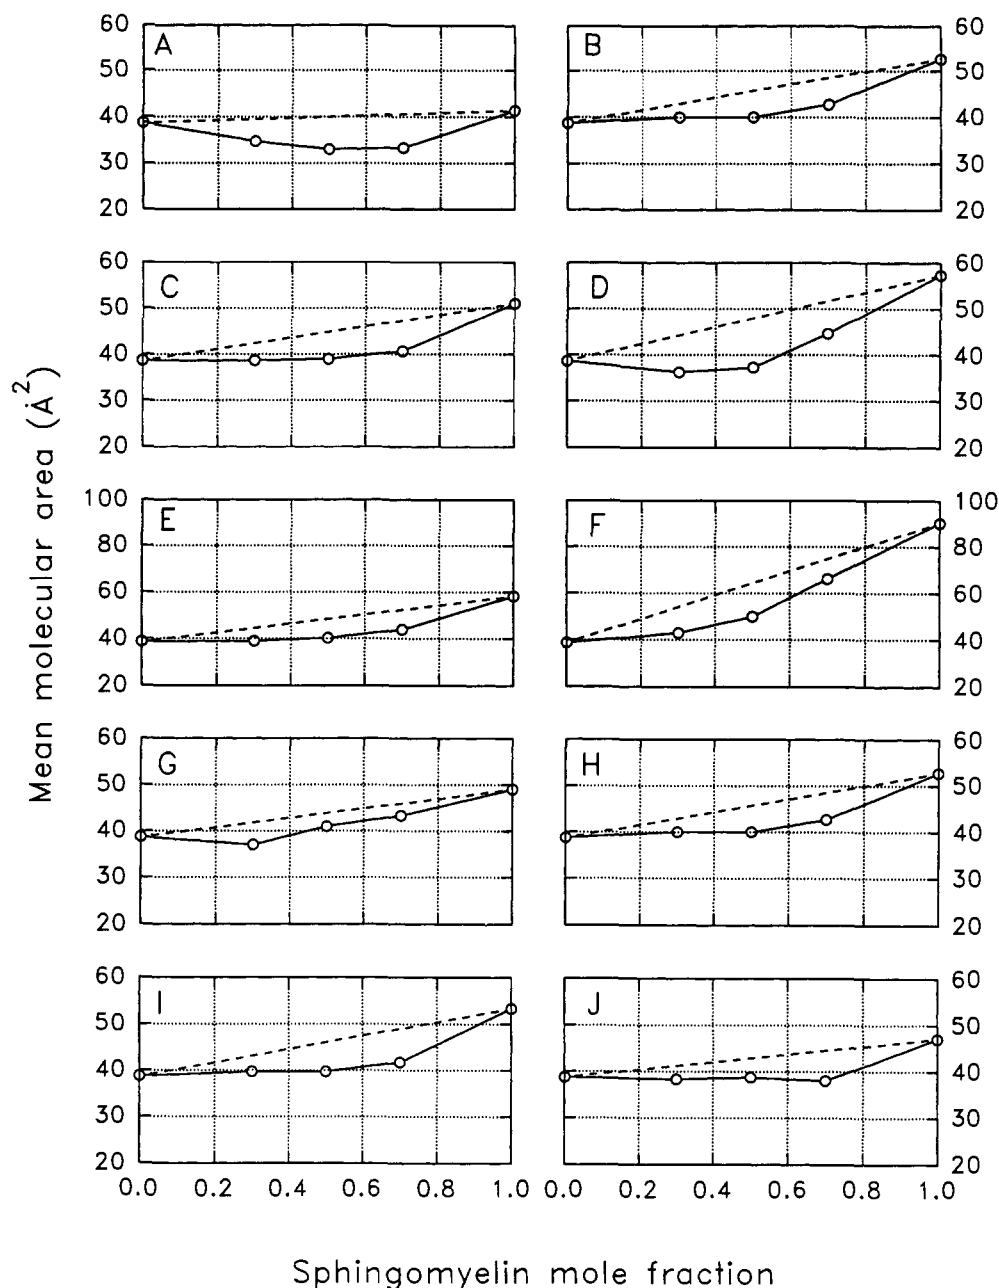 60 A B 60
50 50
40 40
30 30
20 20
60 C D 60
50 50
40 40
30 30
20 20
100 E F 100
80 80
60 60
40 40
20 20
60 G H 60
50 50
40 40
30 30
20 20
60 I J 60
50 50
40 40
30 30
20 20
0.0 0.2 0.4 0.6 0.8 1.0 0.0 0.2 0.4 0.6 0.8 1.0
Mean molecular area (Å²)
Sphingomyelin mole fraction